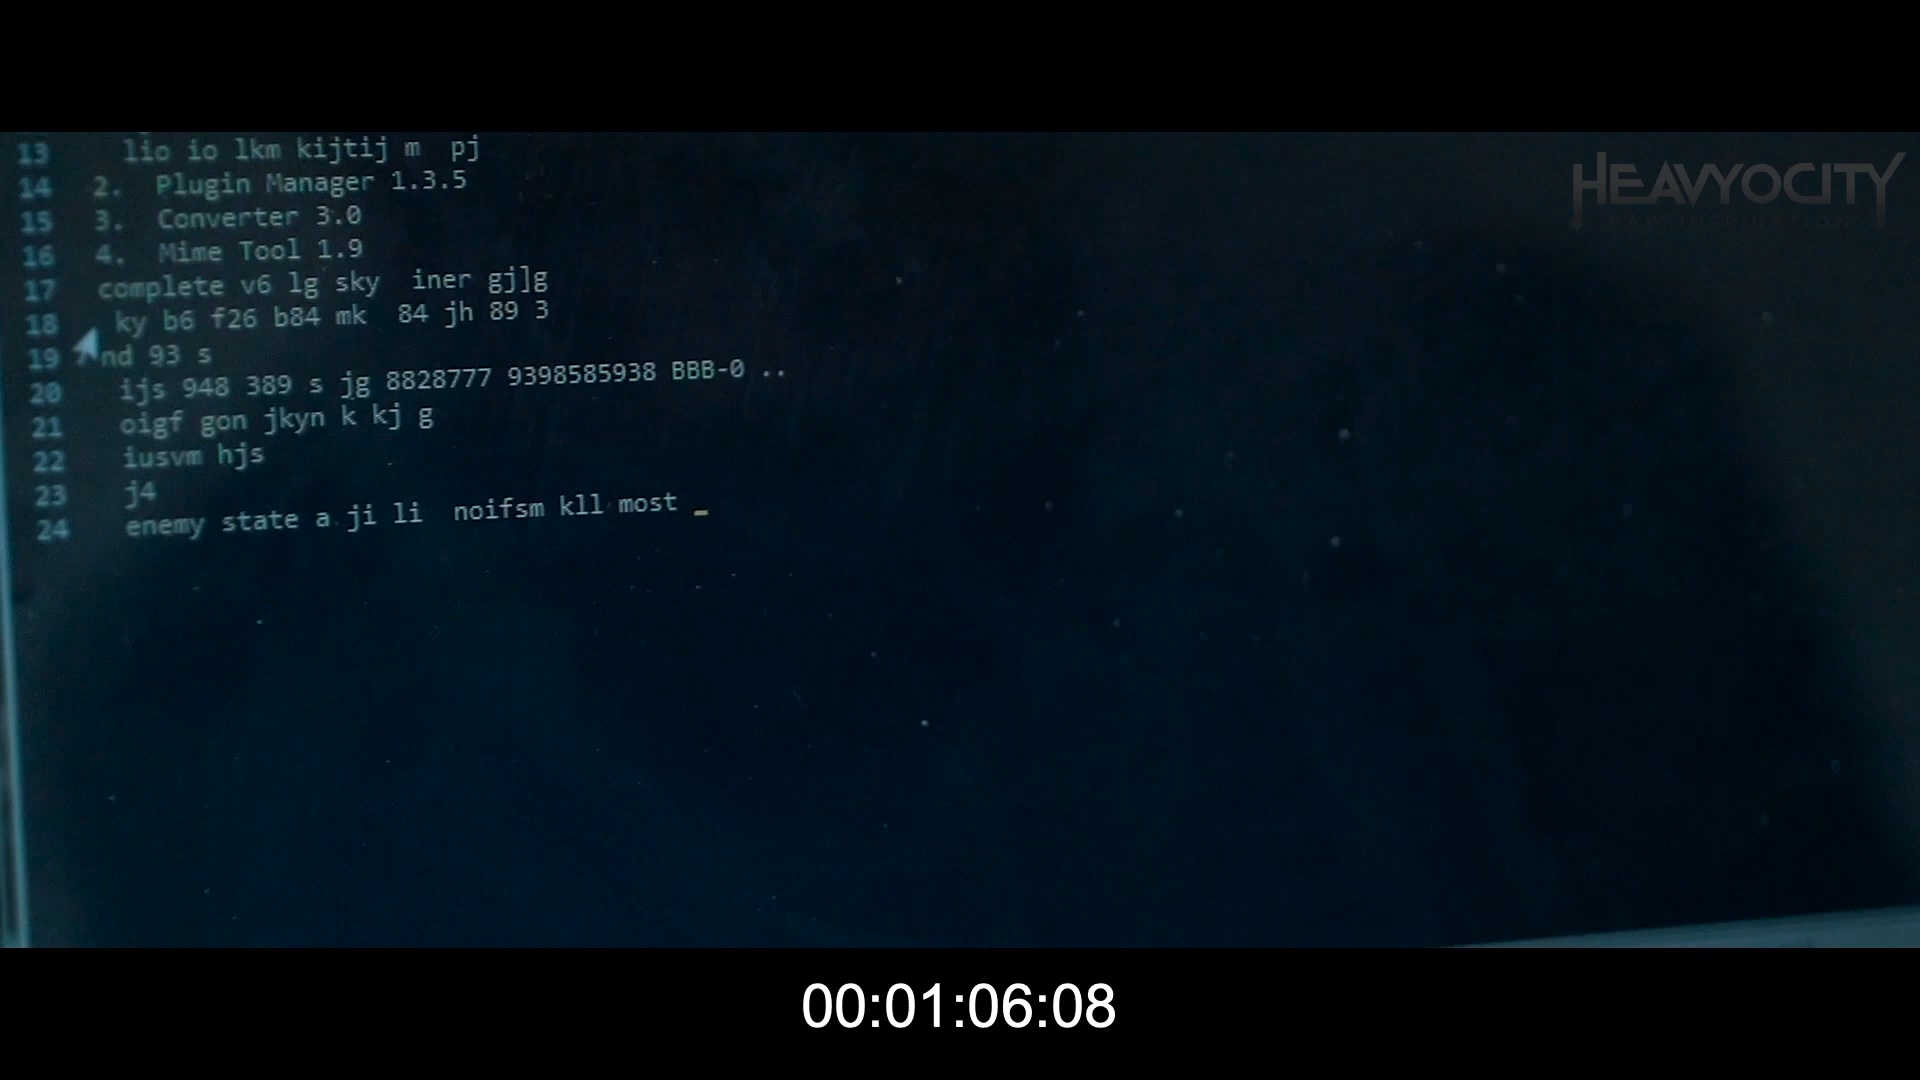 HEAVYOCITY
RAW INSPIRATION
13 lio io lkm kijtij m pj
14 2. Plugin Manager 1.3.5
15 3. Converter 3.0
16 4. Mime Tool 1.9
17 complete v6 lg sky iner gj]g
18 ky b6 f26 b84 mk 84 jh 89 3
19 nd 93 s
20 ijs 948 389 s jg 8828777 9398585938 BBB-0 ..
21 oigf gon jkyn k kj g
22 iusvm hjs
23 j4
24 enemy state a ji li noifsm kll most _
00:01:06:08